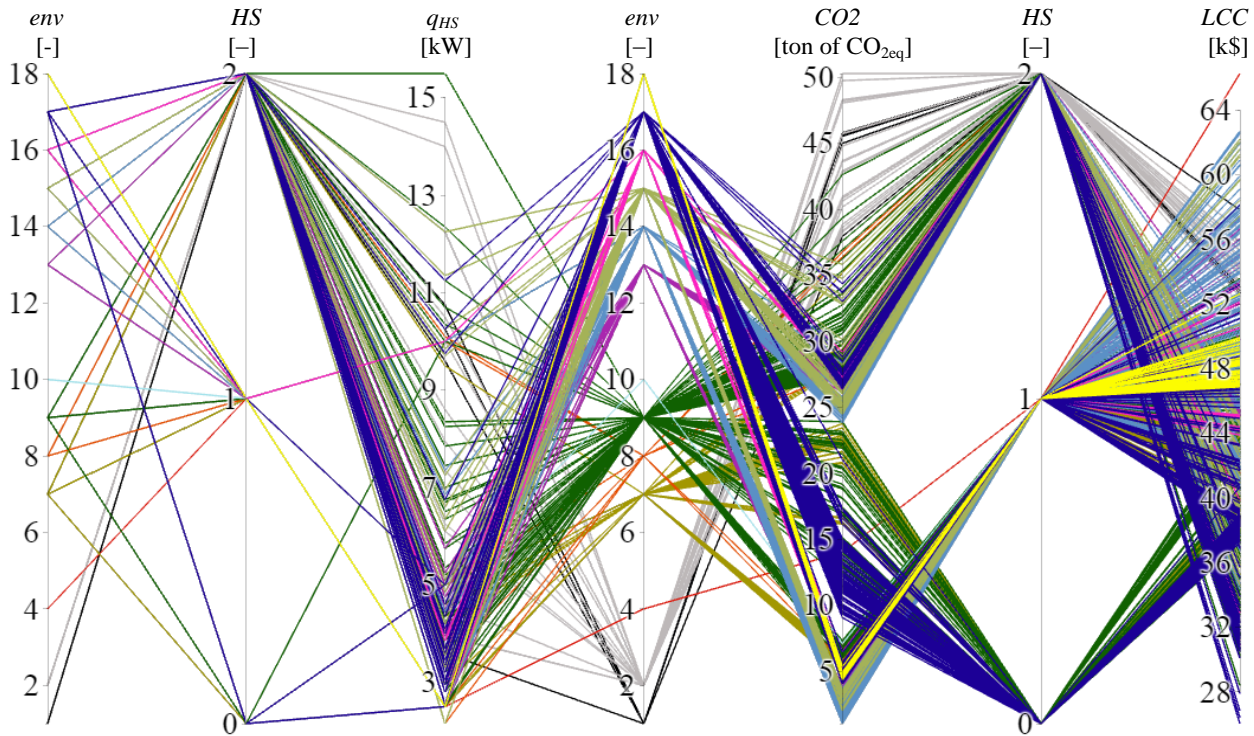 env HS qHS env CO2 HS LCC
[-] [–] [kW] [–] [ton of CO2eq] [–] [k$]
18 2 18 50 2
15 64
16 16 45
13 60
14 14 40
56
12 11 12 35
52
10 1 9 10 30 1 48
25
8 8 44
7 20
6 6 40
15
5 36
4 4 10
32
2 3 2 5 28
0 0